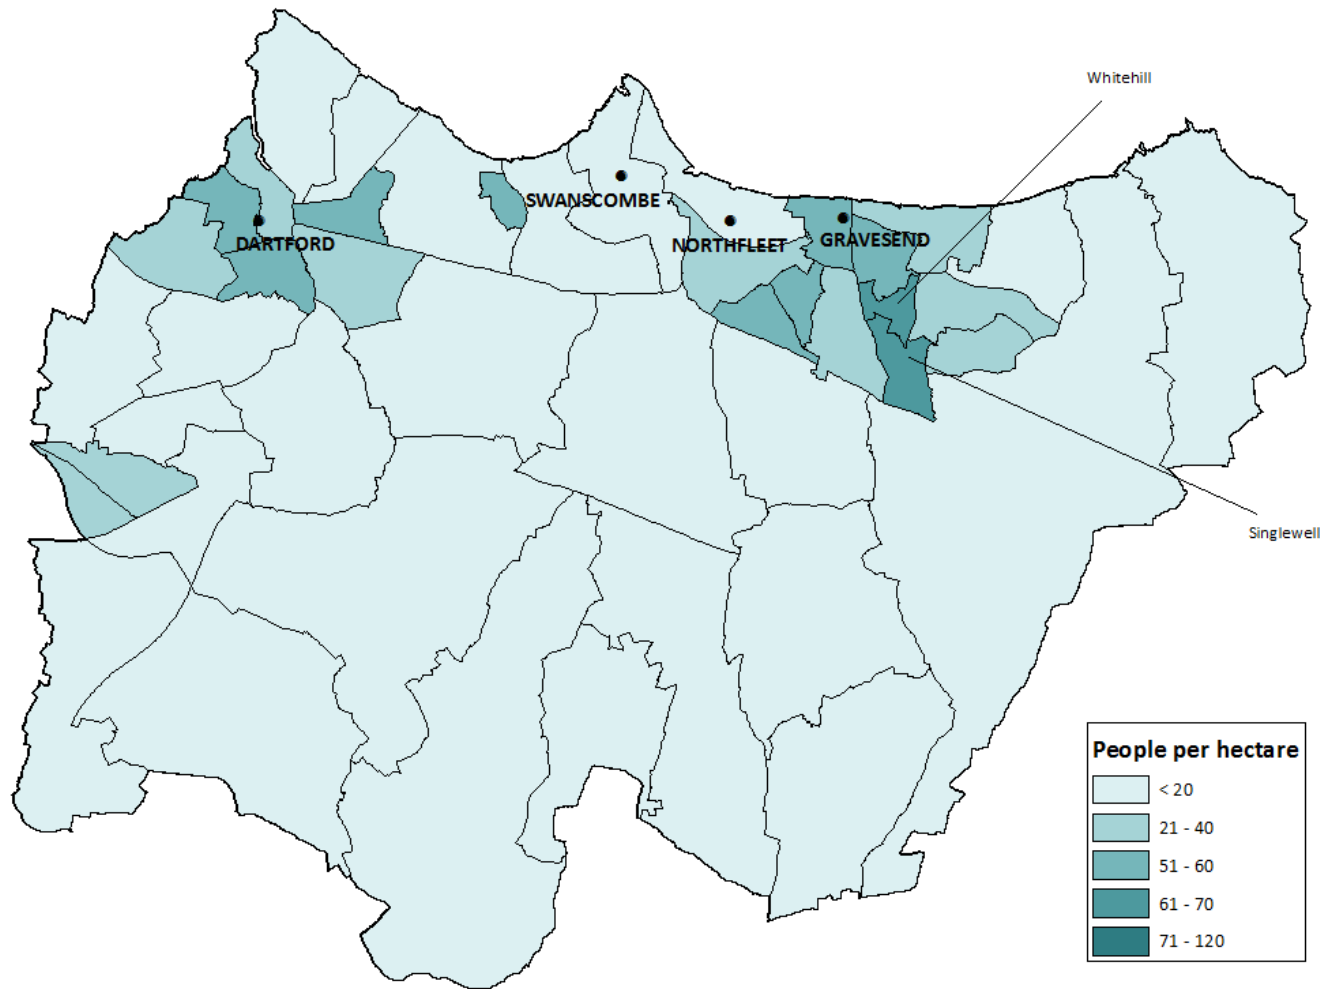 Whitehill
SWANSCOMBE
DARTFORD
NORTHFLEET
GRAVESEND
Singlewell
People per hectare
< 20
21 - 40
51 - 60
61 - 70
71 - 120